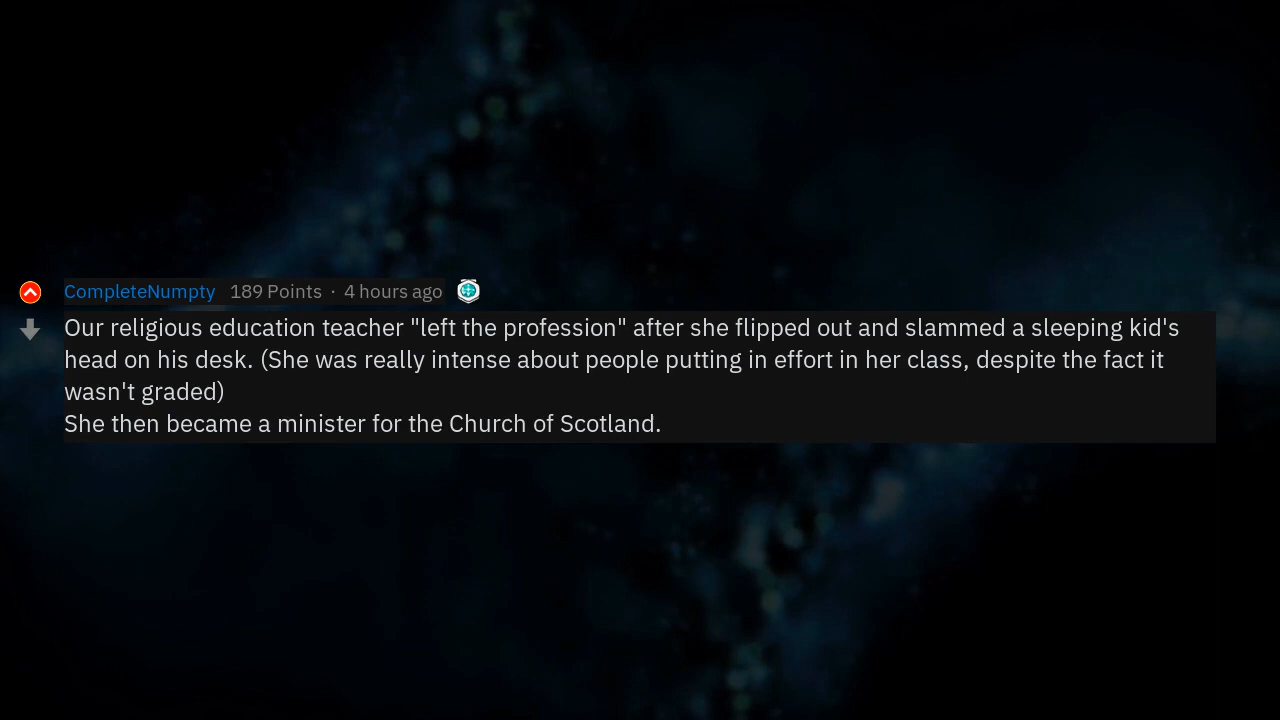 CompleteNumpty 189 Points · 4 hours ago
Our religious education teacher "left the profession" after she flipped out and slammed a sleeping kid's
head on his desk. (She was really intense about people putting in effort in her class, despite the fact it
wasn't graded)
She then became a minister for the Church of Scotland.